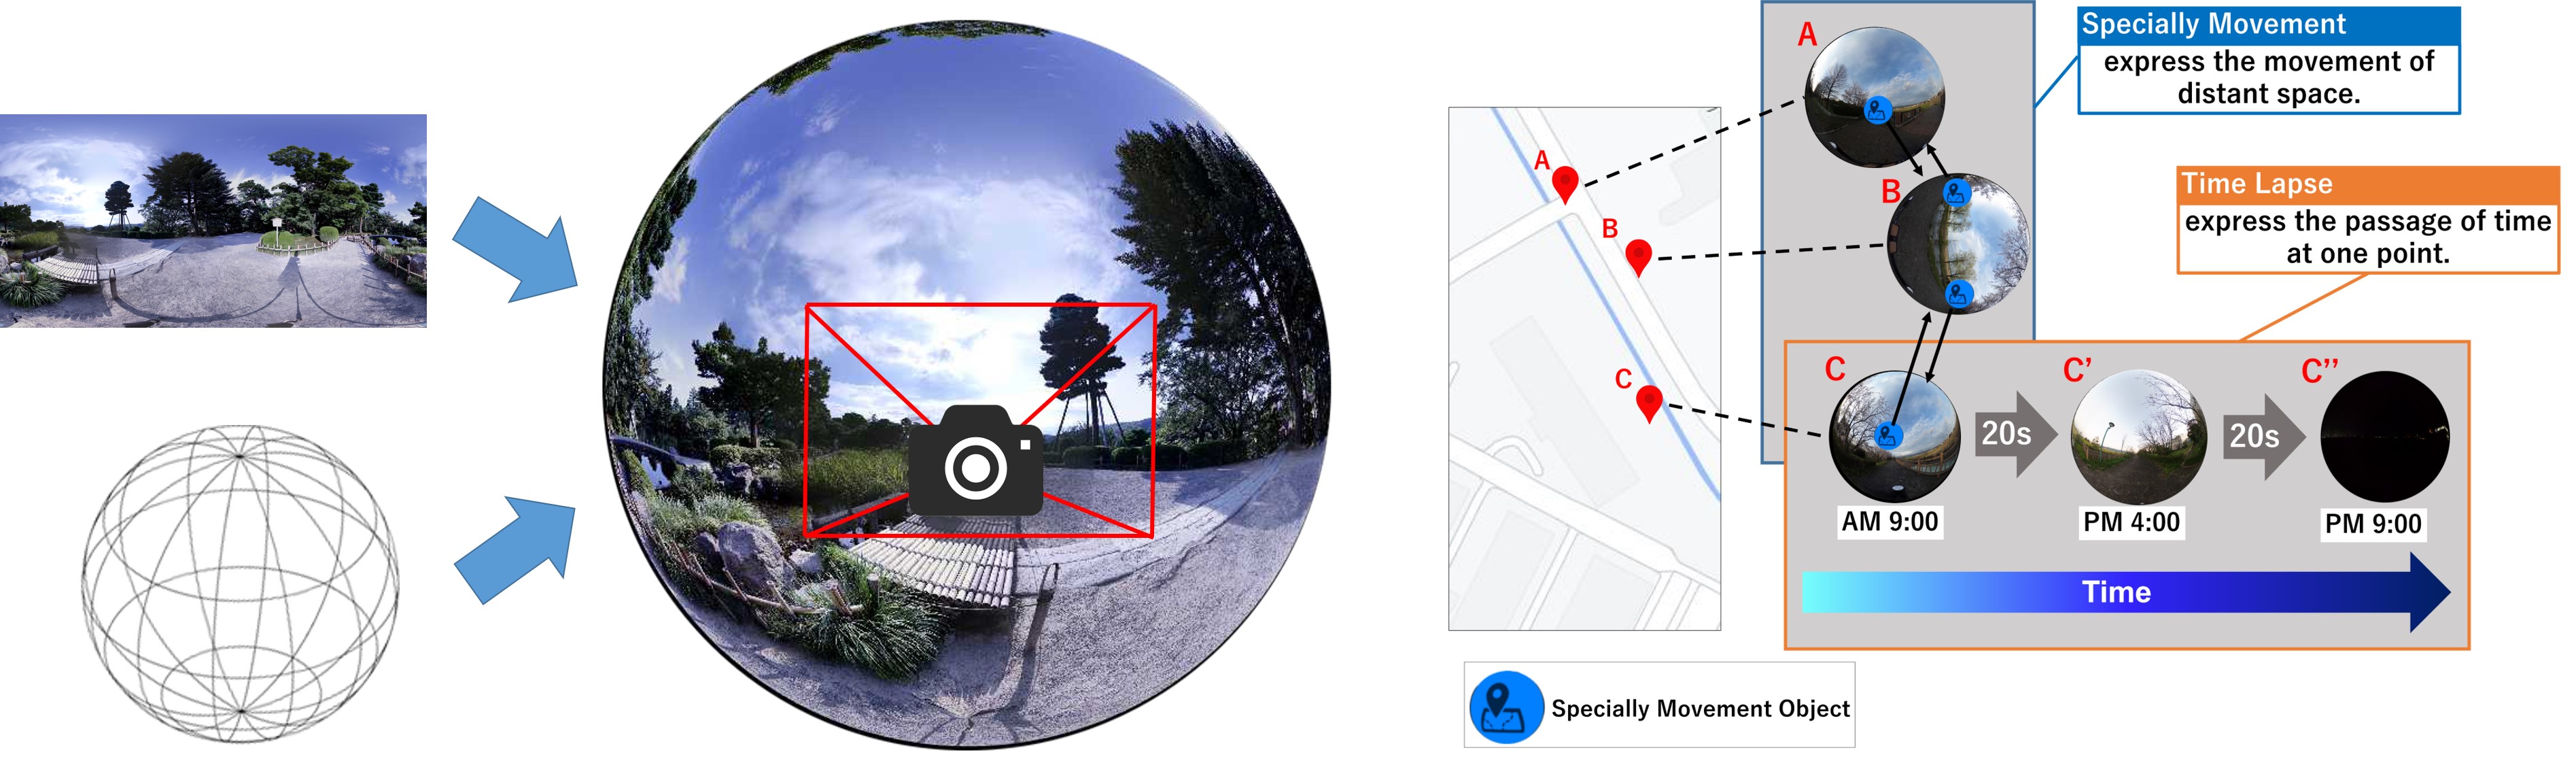 A
B
C
A
B
Specially Movement
express the movement of
distant space.
Time Lapse
express the passage of time
at one point.
C
C’
C’’
20s
20s
AM 9:00
PM 4:00
PM 9:00
Time
Specially Movement Object